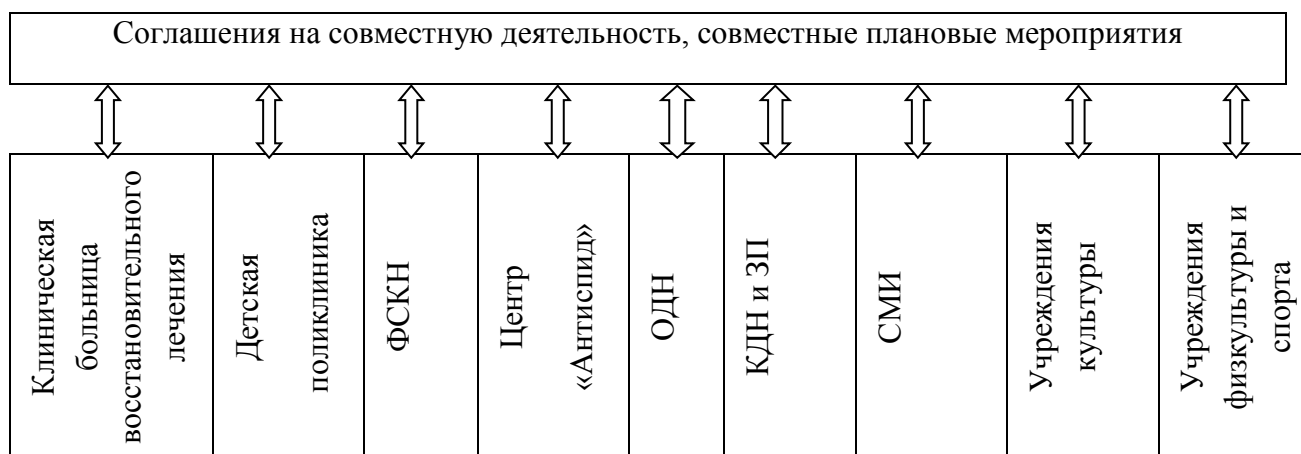 Соглашения на совместную деятельность, совместные плановые мероприятия
Клиническая
больница
восстановительного
лечения
Детская
поликлиника
ФСКН
Центр
«Антиспид»
ОДН
КДН и ЗП
СМИ
Учреждения
культуры
Учреждения
физкультуры и
спорта